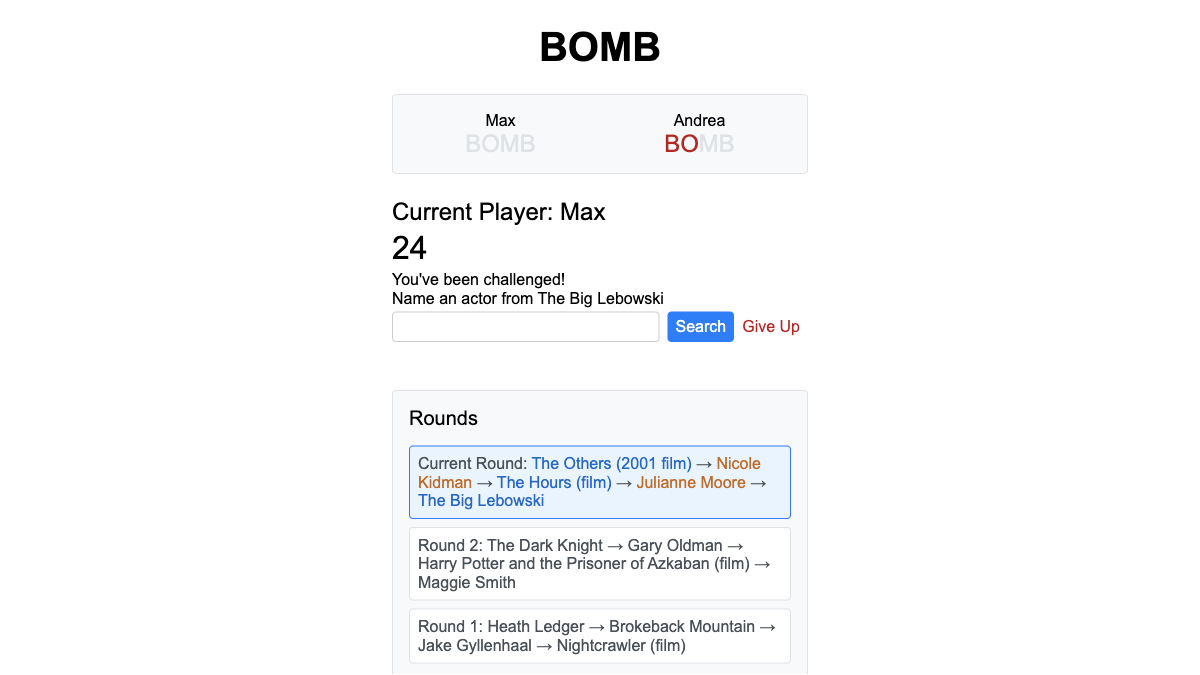 BOMB
Max
BOMB
Andrea
BOMB
Current Player: Max
24
You've been challenged!
Name an actor from The Big Lebowski
Search
Give Up
Rounds
Current Round: The Others (2001 film) → Nicole
Kidman → The Hours (film) → Julianne Moore →
The Big Lebowski
Round 2: The Dark Knight → Gary Oldman →
Harry Potter and the Prisoner of Azkaban (film) →
Maggie Smith
Round 1: Heath Ledger → Brokeback Mountain →
Jake Gyllenhaal → Nightcrawler (film)